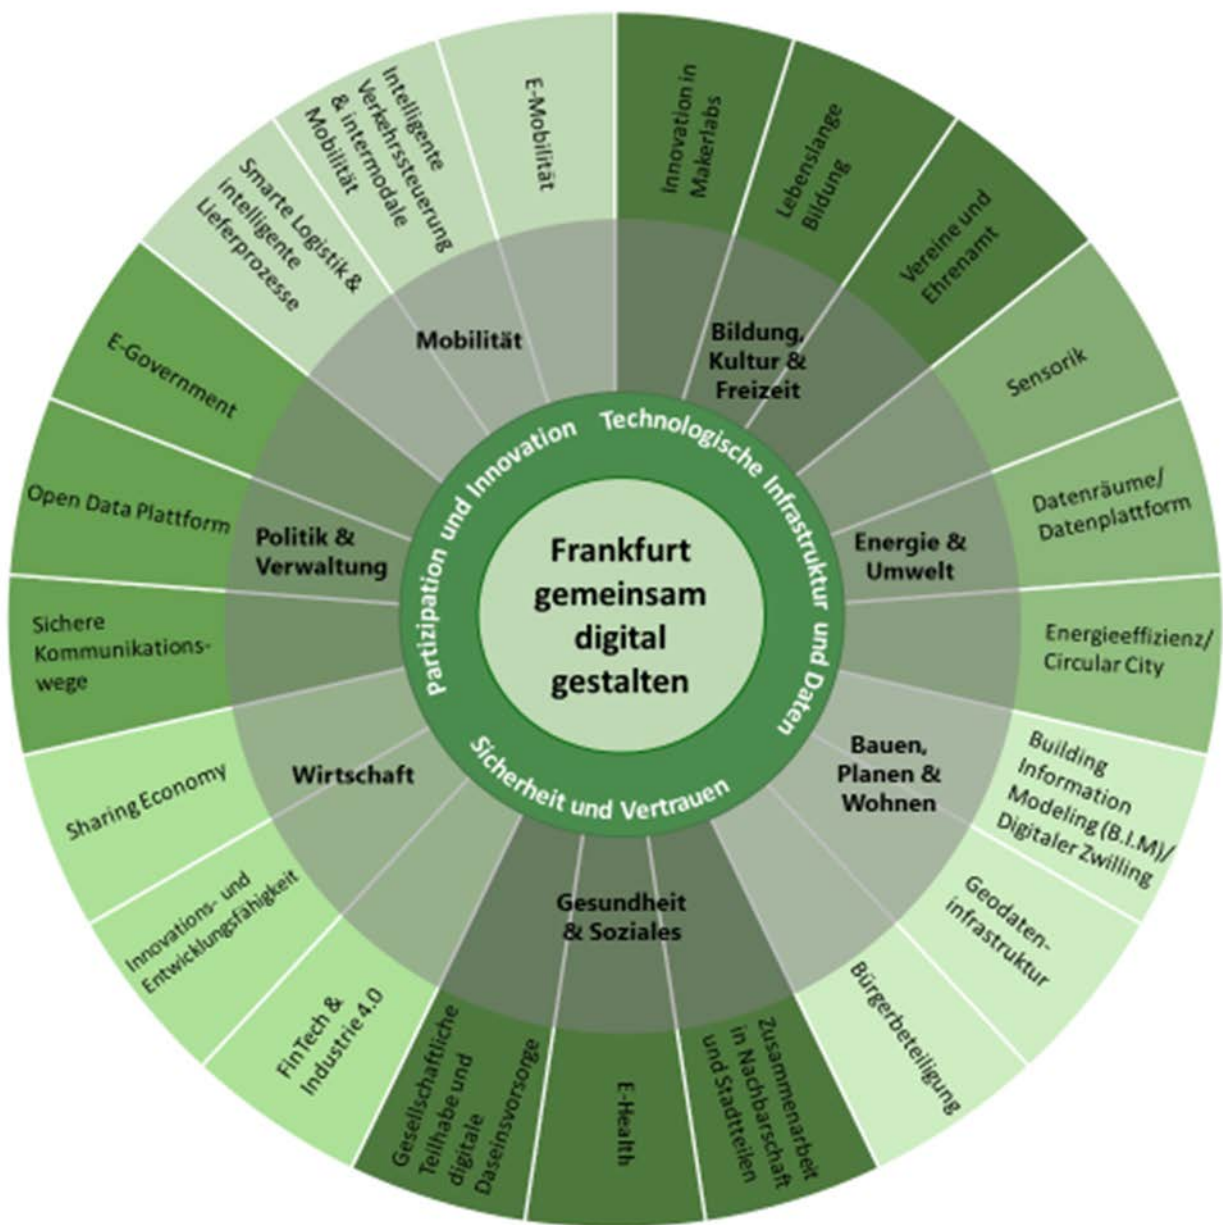 Frankfurt
gemeinsam
digital
gestalten
Partizipation und Innovation
Technologische Infrastruktur und Daten
Sicherheit und Vertrauen
Bildung,
Kultur &
Freizeit
Innovation in
Makerlabs
Lebenslange
Bildung
Vereine und
Ehrenamt
Energie &
Umwelt
Sensorik
Datenräume/
Datenplattform
Energieeffizienz/
Circular City
Bauen,
Planen &
Wohnen
Building
Information
Modeling (B.I.M)/
Digitaler Zwilling
Geodaten-
infrastruktur
Bürgerbeteiligung
Gesundheit
& Soziales
Zusammenarbeit
in Nachbarschaft
und Stadtteilen
E-Health
Gesellschaftliche
Teilhabe und
digitale
Daseinsvorsorge
Wirtschaft
FinTech &
Industrie 4.0
Innovations- und
Entwicklungsfähigkeit
Sharing Economy
Politik &
Verwaltung
Sichere
Kommunikations-
wege
Open Data Plattform
E-Government
Mobilität
Smarte Logistik &
intelligente
Lieferprozesse
Intelligente
Verkehrssteuerung
& intermodale
Mobilität
E-Mobilität